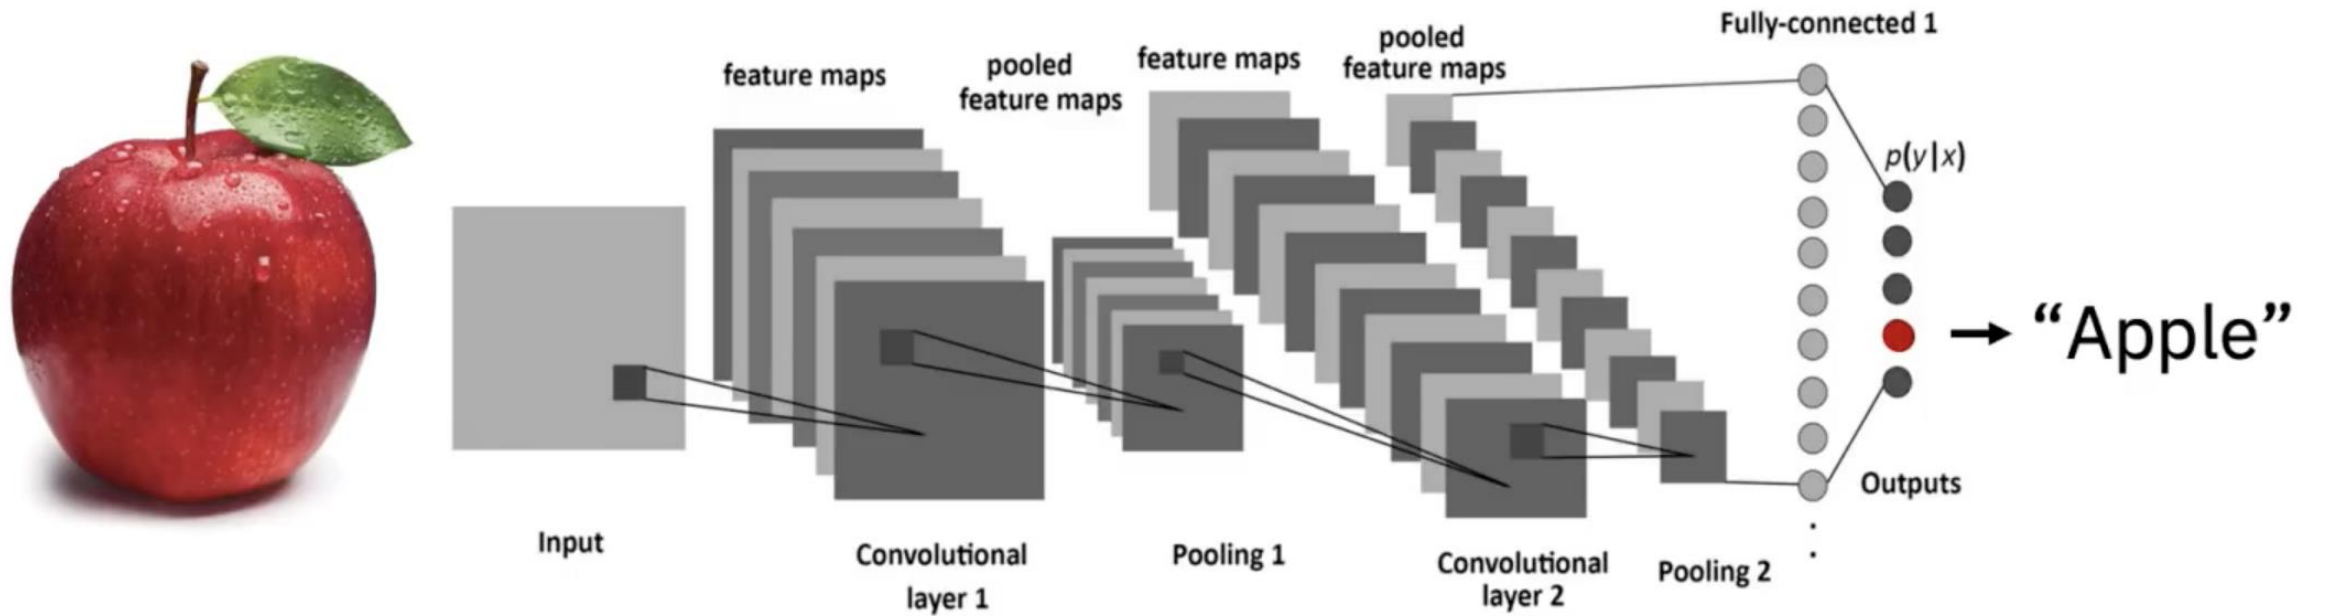 Fully-connected 1
feature maps
pooled
feature maps
feature maps
pooled
feature maps
p(y|x)
“Apple”
Outputs
Input
Convolutional
layer 1
Pooling 1
Convolutional
layer 2
Pooling 2